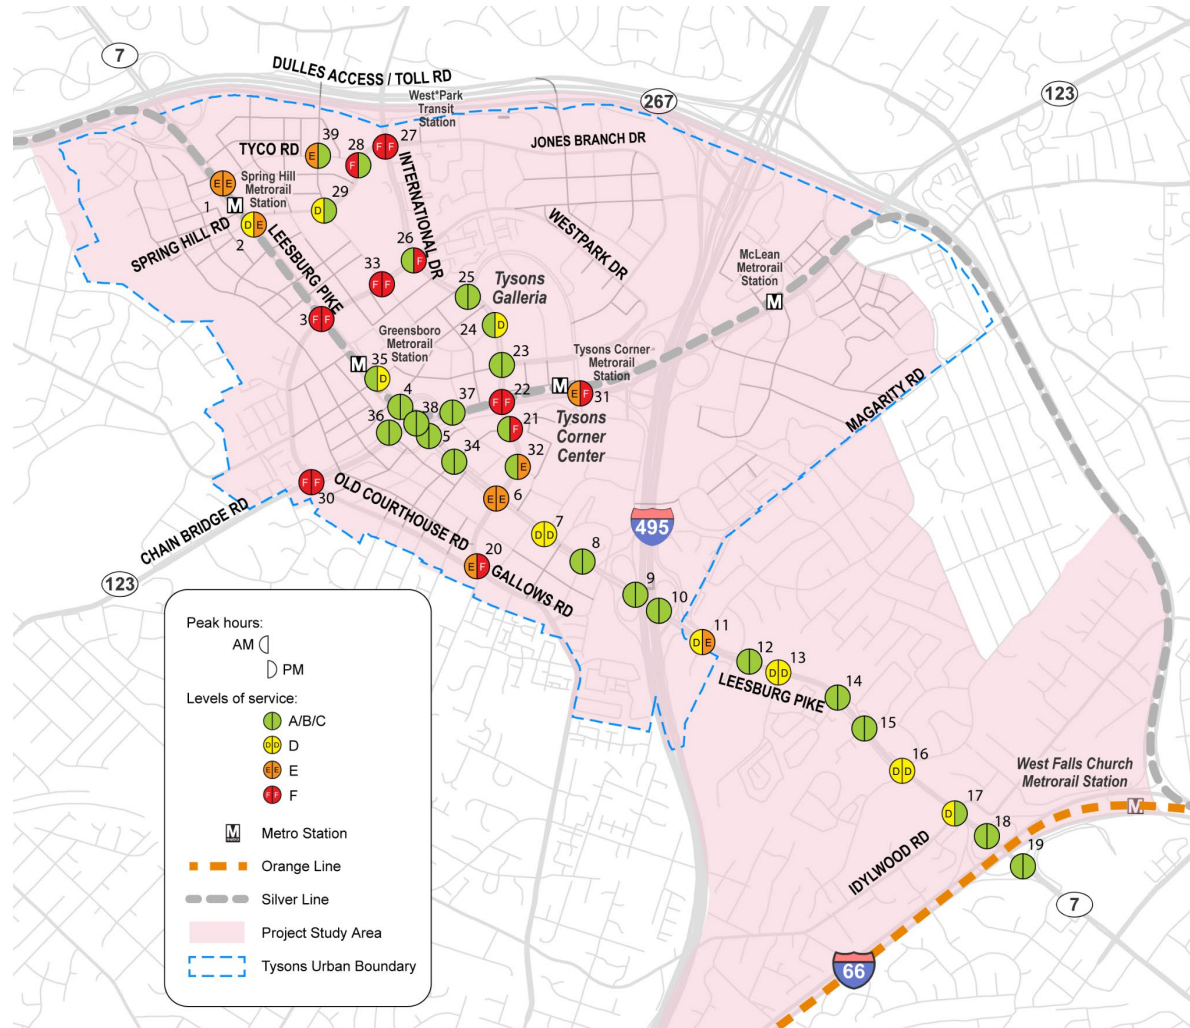 7
DULLES ACCESS / TOLL RD
West*Park
Transit
Station
267
123
TYCO RD
39
28
27
JONES BRANCH DR
E
F
F F
INTERNATIONAL DR
E E
Spring Hill
Metrorail
Station
1
M
29
D
SPRING HILL RD
2
D E
LEESBURG PIKE
WESTPARK DR
26
F
33
F F
25
Tysons
Galleria
McLean
Metrorail
Station
M
3
F F
24
D
Greensboro
Metrorail
Station
M
35
D
23
Tysons Corner
Metrorail
Station
M
E F
31
MAGARITY RD
4
38
37
22
F F
36
5
21
F
Tysons
Corner
Center
34
32
E
F F
30
OLD COURTHOUSE RD
E E
6
CHAIN BRIDGE RD
7
D D
495
8
20
E F
GALLOWS RD
123
9
10
11
D E
12
13
D D
LEESBURG PIKE
14
15
16
D D
West Falls Church
Metrorail Station
M
17
D
18
19
IDYLWOOD RD
7
66
Peak hours:
AM
PM
Levels of service:
A/B/C
D D
D
E E
E
F F
F
M
Metro Station
Orange Line
Silver Line
Project Study Area
Tysons Urban Boundary